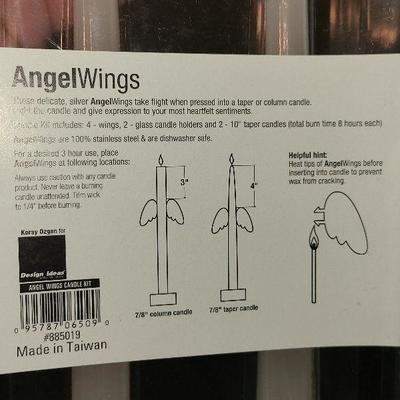 AngelWings
These delicate, silver AngelWings take flight when pressed into a taper or column candle.
Light the candle and give expression to your most heartfelt sentiments.
Candle Kit includes: 4 - wings, 2 - glass candle holders and 2 - 10" taper candles (total burn time 8 hours each)
AngelWings are 100% stainless steel & are dishwasher safe.
For a desired 3 hour use, place
AngelWings at following locations:
Always use caution with any candle
product. Never leave a burning
candle unattended. Trim wick
to 1/4" before burning.
3"
4"
Helpful hint:
Heat tips of AngelWings before
inserting into candle to prevent
wax from cracking.
Koray Ozgen for
Design Ideas
ANGEL WINGS CANDLE KIT
0 95787 06509 0
#885019
Made in Taiwan
7/8" column candle
7/8" taper candle